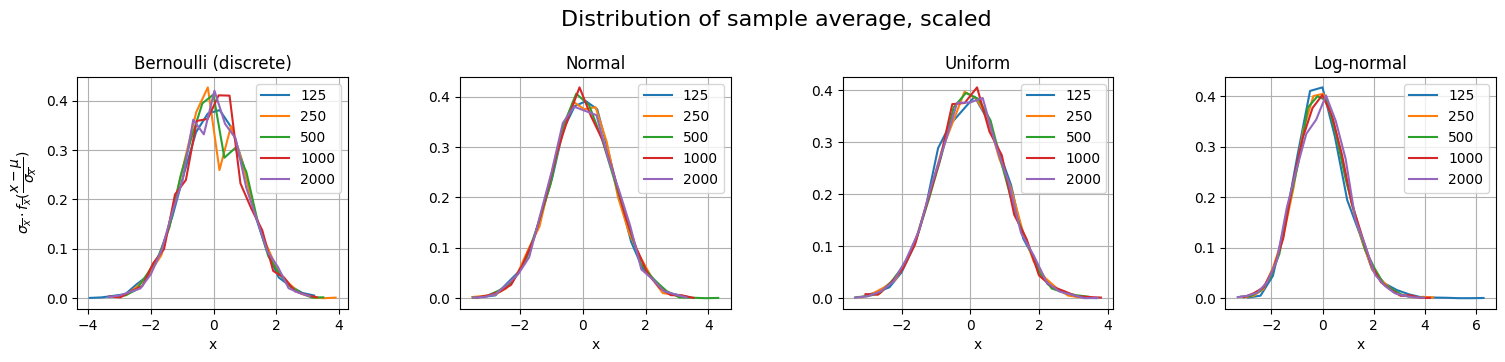 Distribution of sample average, scaled
Bernoulli (discrete)
σ_x̅ · f_x̅((x − μ)/σ_x̅)
0.4
0.3
0.2
0.1
0.0
−4 −2 0 2 4
x
125
250
500
1000
2000
Normal
0.4
0.3
0.2
0.1
0.0
−2 0 2 4
x
125
250
500
1000
2000
Uniform
0.4
0.3
0.2
0.1
0.0
−2 0 2 4
x
125
250
500
1000
2000
Log-normal
0.4
0.3
0.2
0.1
0.0
−2 0 2 4 6
x
125
250
500
1000
2000